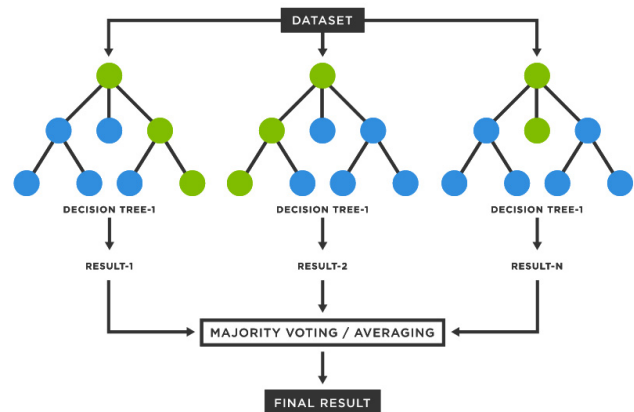 DATASET
DECISION TREE-1
DECISION TREE-1
DECISION TREE-1
RESULT-1
RESULT-2
RESULT-N
MAJORITY VOTING / AVERAGING
FINAL RESULT